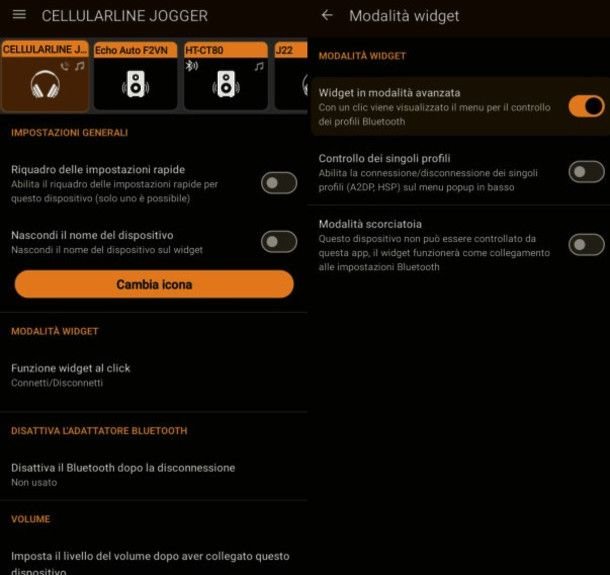 CELLULARLINE JOGGER
CELLULARLINE J...
Echo Auto F2VN
HT-CT80
J22
IMPOSTAZIONI GENERALI
Riquadro delle impostazioni rapide
Abilita il riquadro delle impostazioni rapide per
questo dispositivo (solo uno è possibile)
Nascondi il nome del dispositivo
Nascondi il nome del dispositivo sul widget
Cambia icona
MODALITÀ WIDGET
Funzione widget al click
Connetti/Disconnetti
DISATTIVA L'ADATTATORE BLUETOOTH
Disattiva il Bluetooth dopo la disconnessione
Non usato
VOLUME
Imposta il livello del volume dopo aver collegato questo
dispositivo
Modalità widget
MODALITÀ WIDGET
Widget in modalità avanzata
Con un clic viene visualizzato il menu per il controllo
dei profili Bluetooth
Controllo dei singoli profili
Abilita la connessione/disconnessione dei singoli
profili (A2DP, HSP) sul menu popup in basso
Modalità scorciatoia
Questo dispositivo non può essere controllato da
questa app, il widget funzionerà come collegamento
alle impostazioni Bluetooth